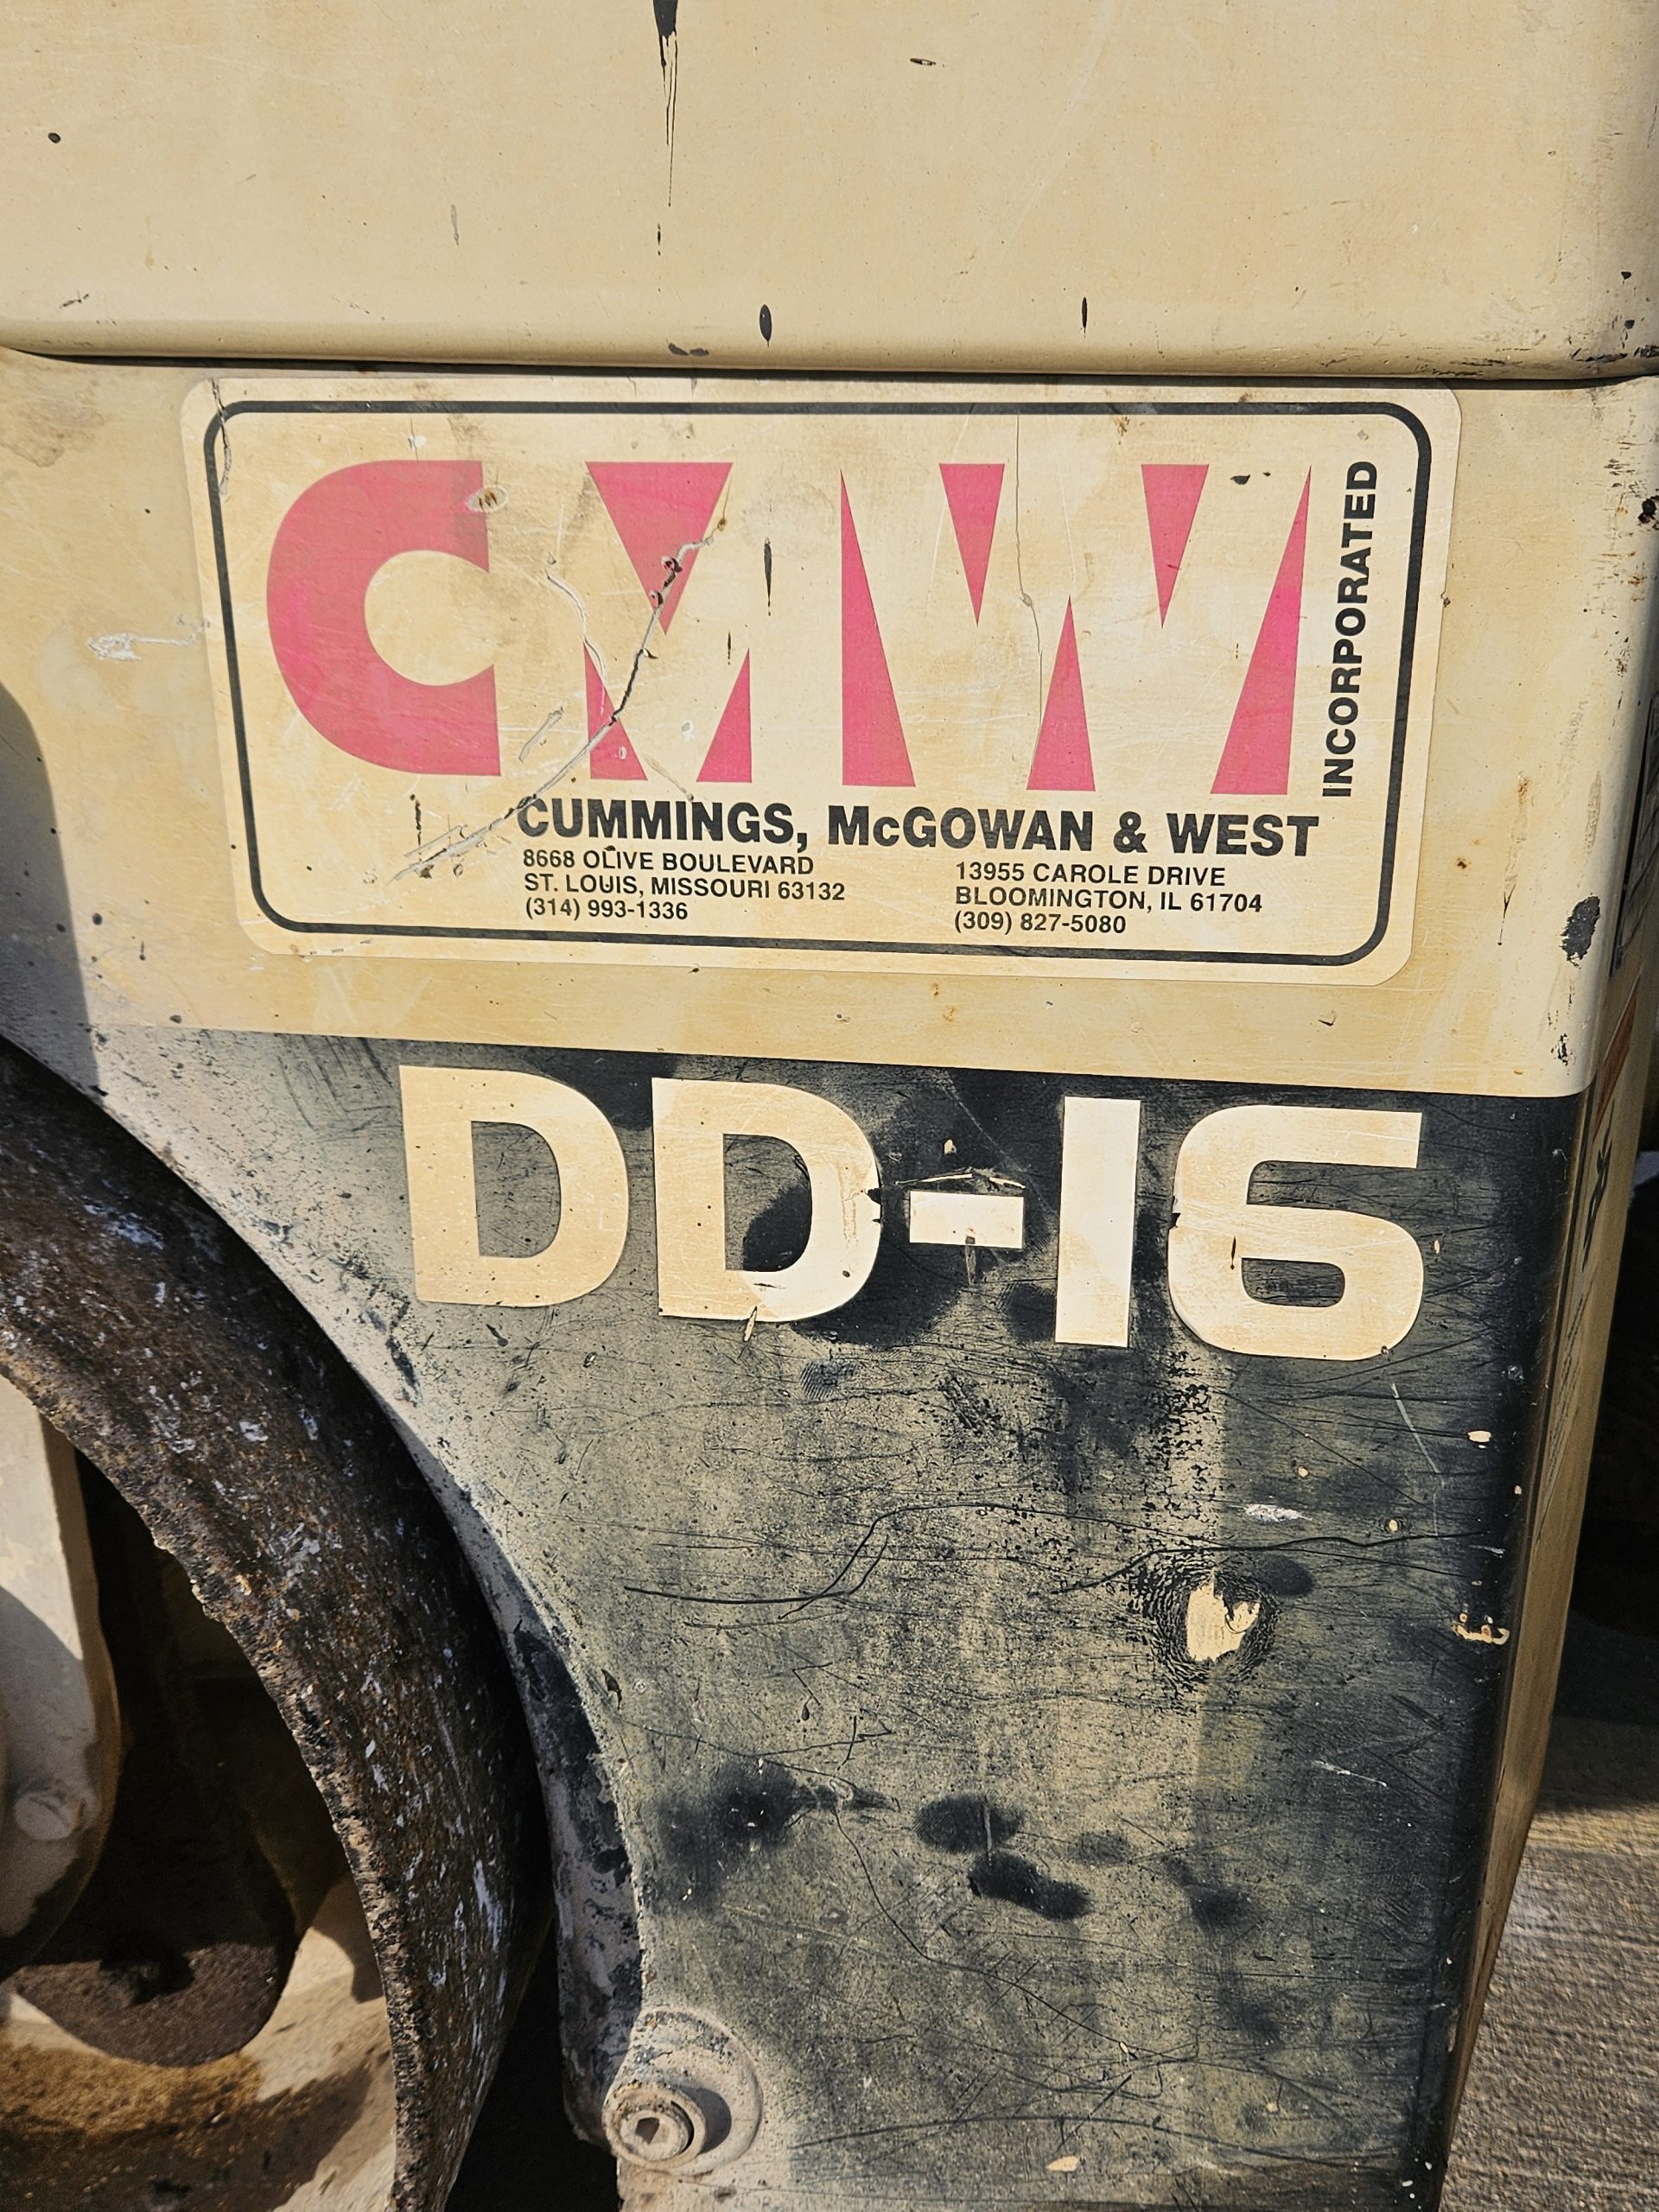 CMW
INCORPORATED
CUMMINGS, McGOWAN & WEST
8668 OLIVE BOULEVARD
ST. LOUIS, MISSOURI 63132
(314) 993-1336
13955 CAROLE DRIVE
BLOOMINGTON, IL 61704
(309) 827-5080
DD-16